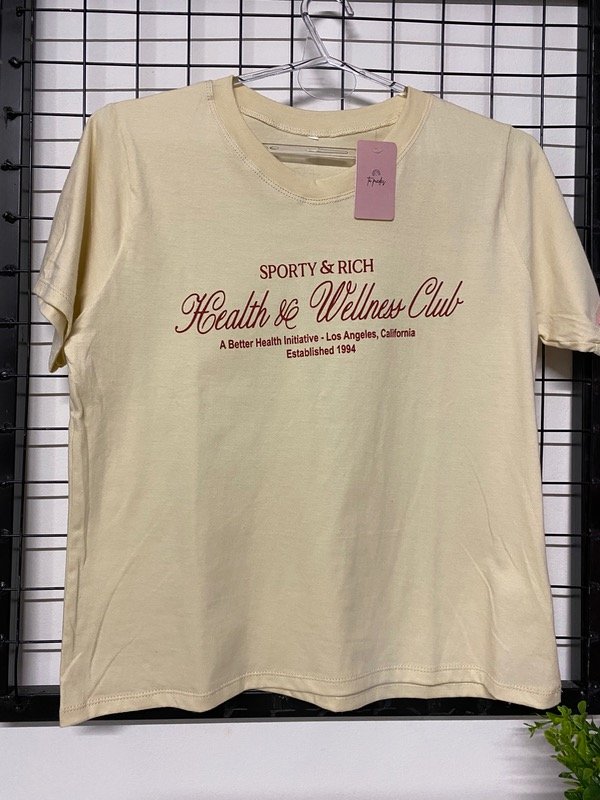 SPORTY & RICH
Health & Wellness Club
A Better Health Initiative - Los Angeles, California
Established 1994